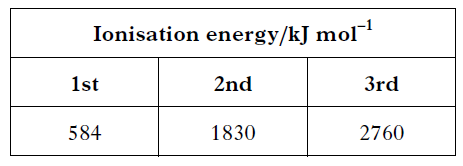 Ionisation energy/kJ mol⁻¹
1st 2nd 3rd
584 1830 2760